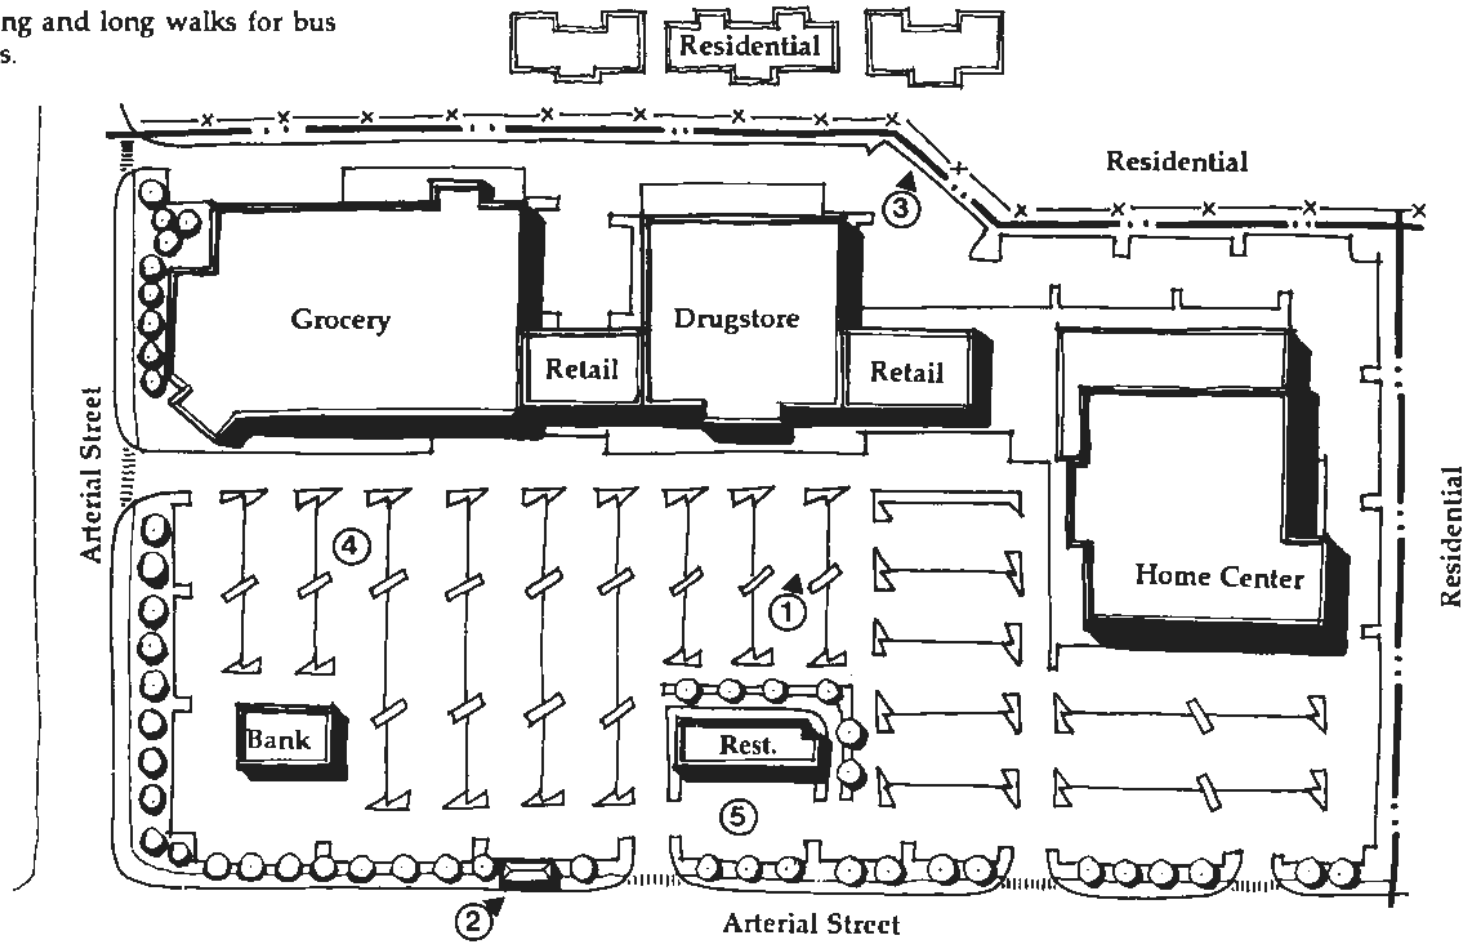 ng and long walks for bus
s.
Residential
Residential
3
Grocery
Drugstore
Retail
Retail
Arterial Street
Residential
4
Home Center
1
Bank
Rest.
5
2
Arterial Street